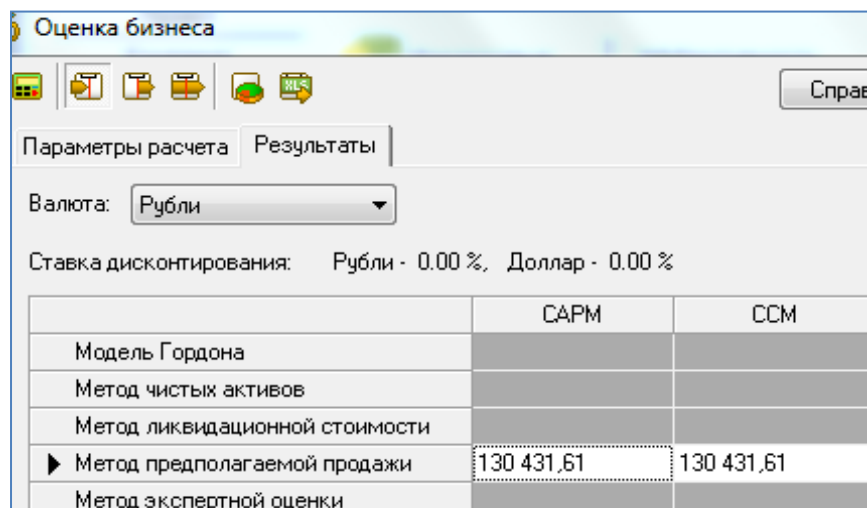 Оценка бизнеса
XLS
Параметры расчета Результаты
Валюта: Рубли
Ставка дисконтирования: Рубли - 0.00 %, Доллар - 0.00 %
CAPM CCM
Модель Гордона
Метод чистых активов
Метод ликвидационной стоимости
Метод предполагаемой продажи 130 431,61 130 431,61
Метод экспертной оценки